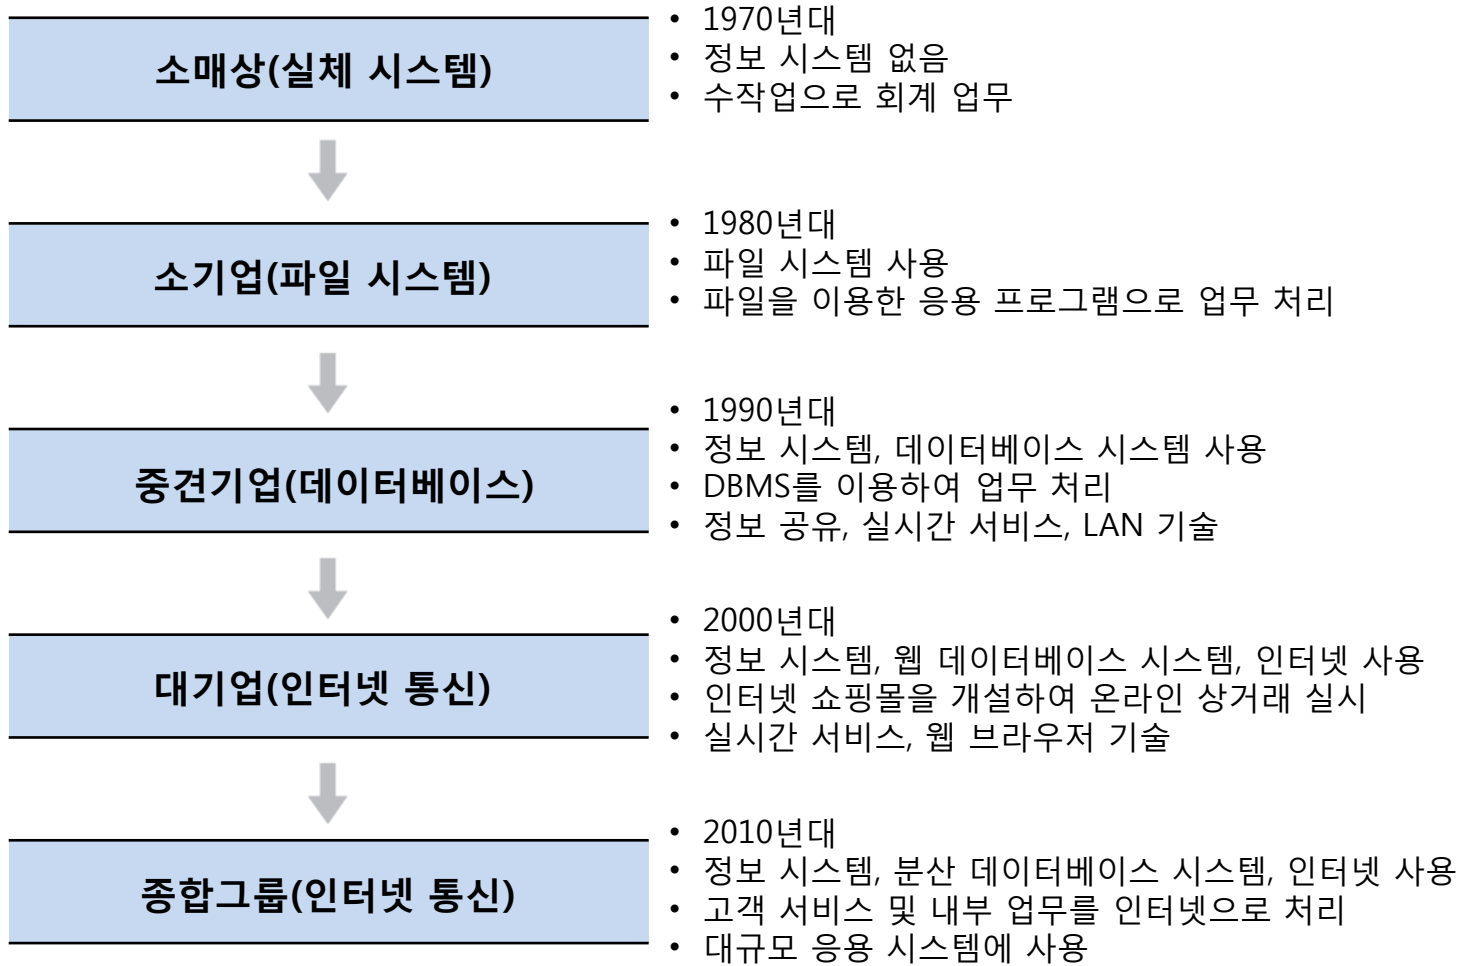 소매상(실체 시스템)
• 1970년대
• 정보 시스템 없음
• 수작업으로 회계 업무
소기업(파일 시스템)
• 1980년대
• 파일 시스템 사용
• 파일을 이용한 응용 프로그램으로 업무 처리
중견기업(데이터베이스)
• 1990년대
• 정보 시스템, 데이터베이스 시스템 사용
• DBMS를 이용하여 업무 처리
• 정보 공유, 실시간 서비스, LAN 기술
대기업(인터넷 통신)
• 2000년대
• 정보 시스템, 웹 데이터베이스 시스템, 인터넷 사용
• 인터넷 쇼핑몰을 개설하여 온라인 상거래 실시
• 실시간 서비스, 웹 브라우저 기술
종합그룹(인터넷 통신)
• 2010년대
• 정보 시스템, 분산 데이터베이스 시스템, 인터넷 사용
• 고객 서비스 및 내부 업무를 인터넷으로 처리
• 대규모 응용 시스템에 사용